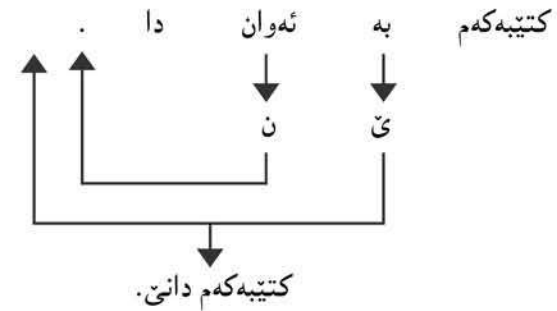 کتێبەکەم بە ئەوان دا .
ێ ن
کتێبەکەم دانێ.